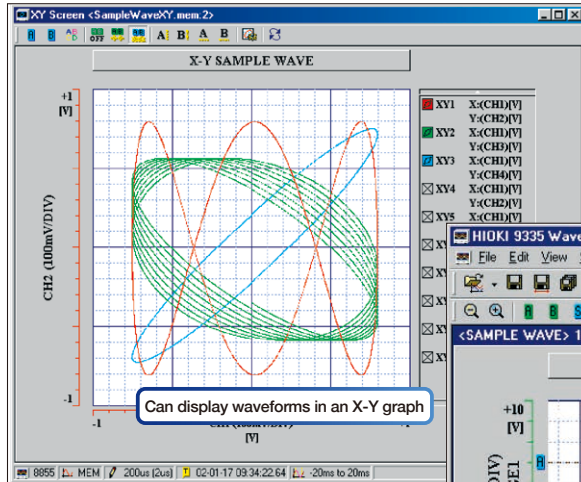 XY Screen <SampleWaveXY.mem.2>
OFF A B A B
X-Y SAMPLE WAVE
+1
[V]
CH2 (100mV/DIV)
-1
-1
[V]
XY1 X:(CH1)[V]
Y:(CH2)[V]
XY2 X:(CH1)[V]
Y:(CH3)[V]
XY3 X:(CH1)[V]
Y:(CH4)[V]
XY4 X:(CH1)[V]
Y:(CH2)[V]
XY5 X:(CH1)[V]
Can display waveforms in an X-Y graph
8855 MEM 200us [2us] 02-01-17 09:34:22.64 -20ms to 20ms
HIOKI 9335 Wave
File Edit View
<SAMPLE WAVE> 1
+10
[V]
A